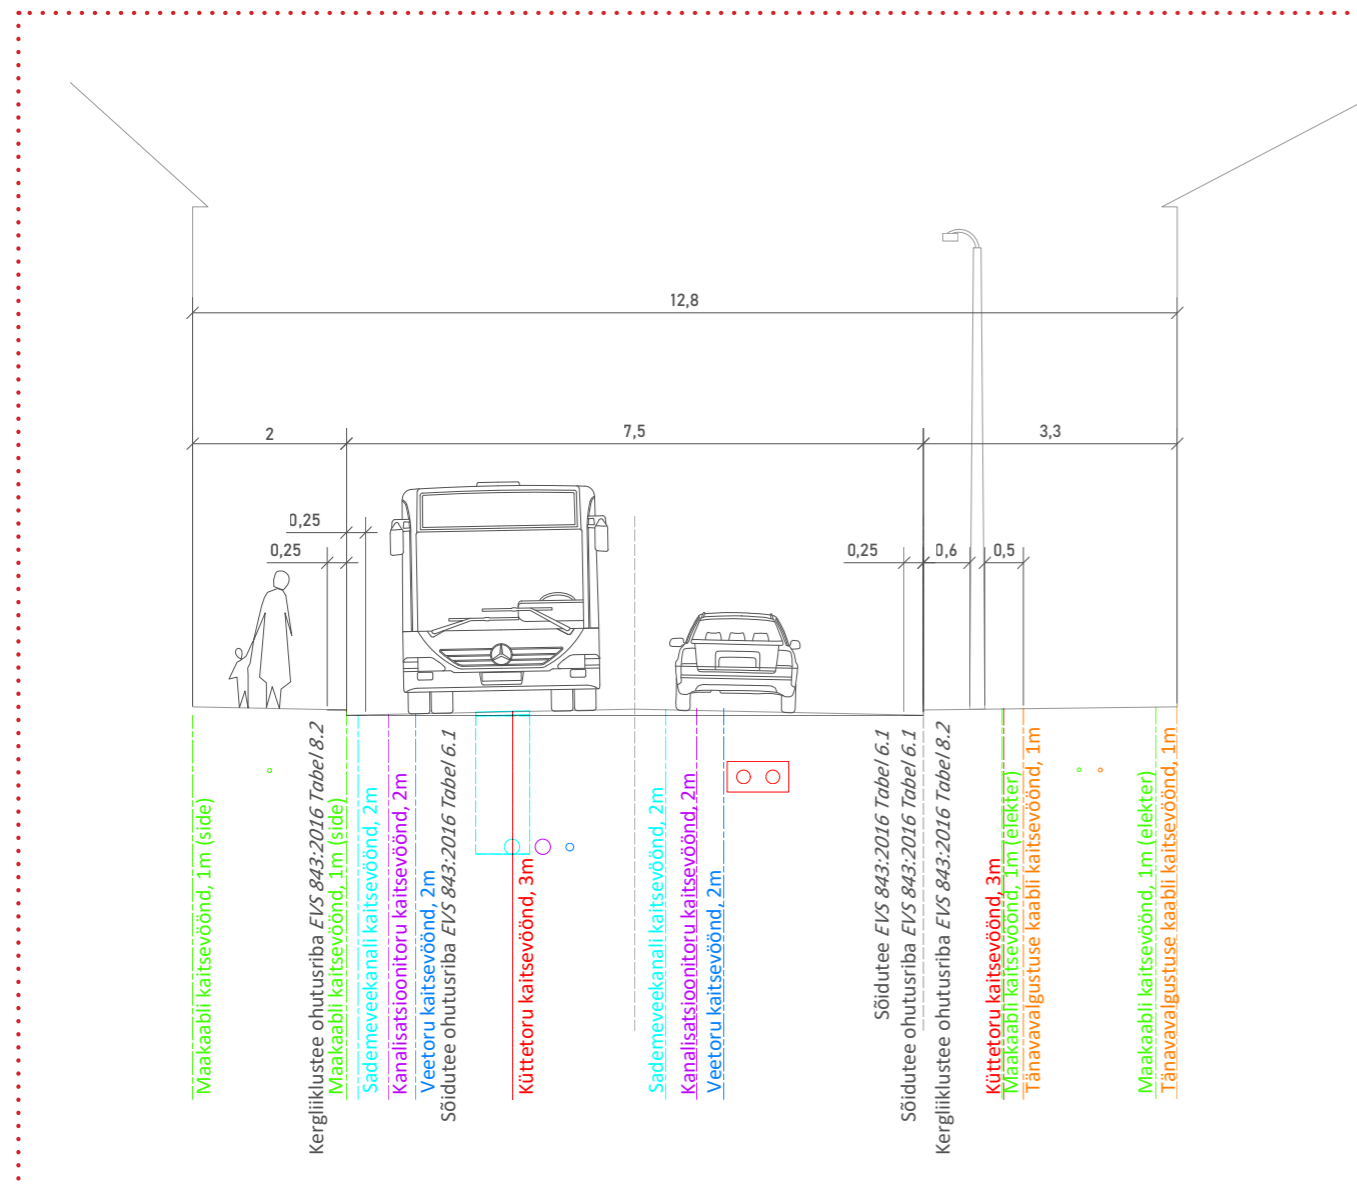 12,8
2
7,5
3,3
0,25
0,25
0,25
0,6
0,5
Maakaabli kaitsevöönd, 1m (side)
Kergliiklustee ohutusriba EVS 843:2016 Tabel 8.2
Maakaabli kaitsevöönd, 1m (side)
Sademeveekanali kaitsevöönd, 2m
Kanalisatsioonitoru kaitsevöönd, 2m
Veetoru kaitsevöönd, 2m
Sõidutee ohutusriba EVS 843:2016 Tabel 6.1
Küttetoru kaitsevöönd, 3m
Sademeveekanali kaitsevöönd, 2m
Kanalisatsioonitoru kaitsevöönd, 2m
Veetoru kaitsevöönd, 2m
Sõidutee EVS 843:2016 Tabel 6.1
Sõidutee ohutusriba EVS 843:2016 Tabel 6.1
Kergliiklustee ohutusriba EVS 843:2016 Tabel 8.2
Küttetoru kaitsevöönd, 3m
Maakaabli kaitsevöönd, 1m (elekter)
Tänavavalgustuse kaabli kaitsevöönd, 1m
Maakaabli kaitsevöönd, 1m (elekter)
Tänavavalgustuse kaabli kaitsevöönd, 1m